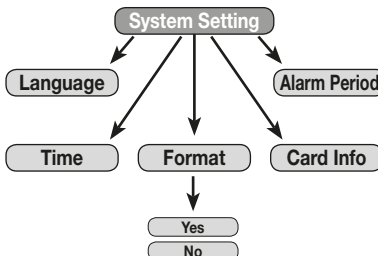 System Setting
Language
Alarm Period
Time
Format
Card Info
Yes
No